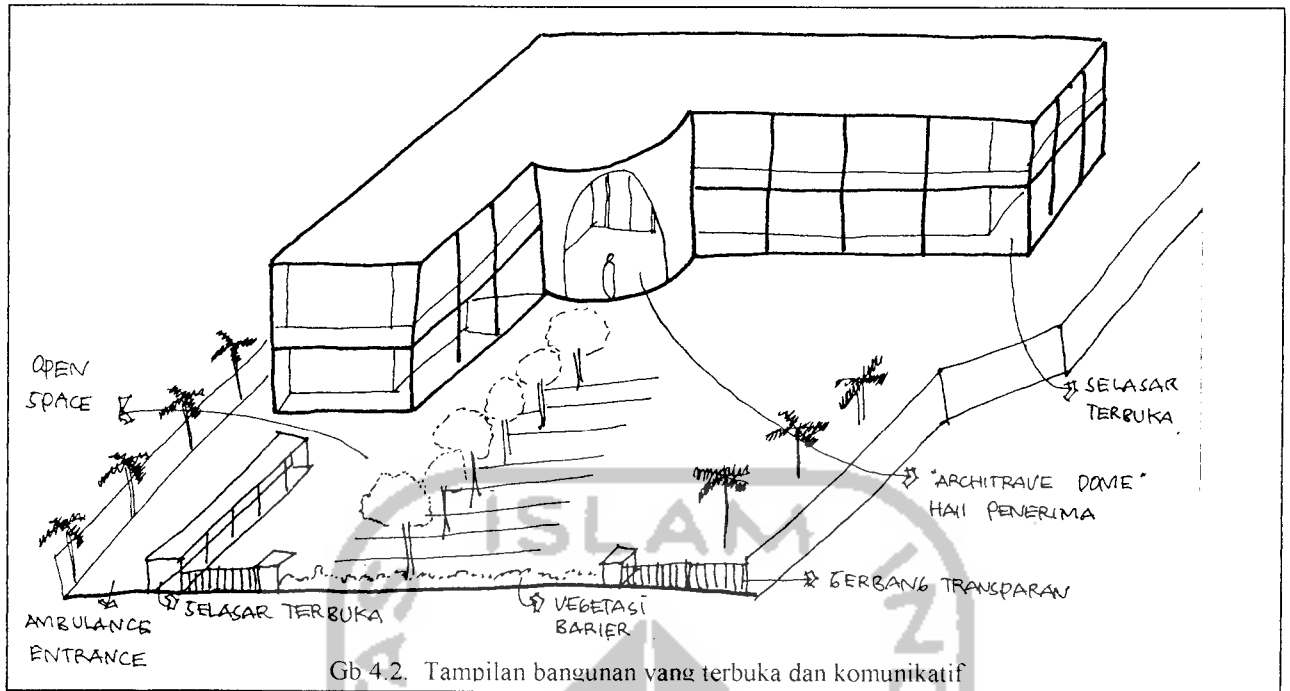 OPEN
SPACE
SELASAR
TERBUKA
"ARCHITRAVE DOME"
HALL PENERIMA
GERBANG TRANSPARAN
SELASAR TERBUKA
VEGETASI
BARIER
AMBULANCE
ENTRANCE
ISLAM
Gb 4.2. Tampilan bangunan yang terbuka dan komunikatif